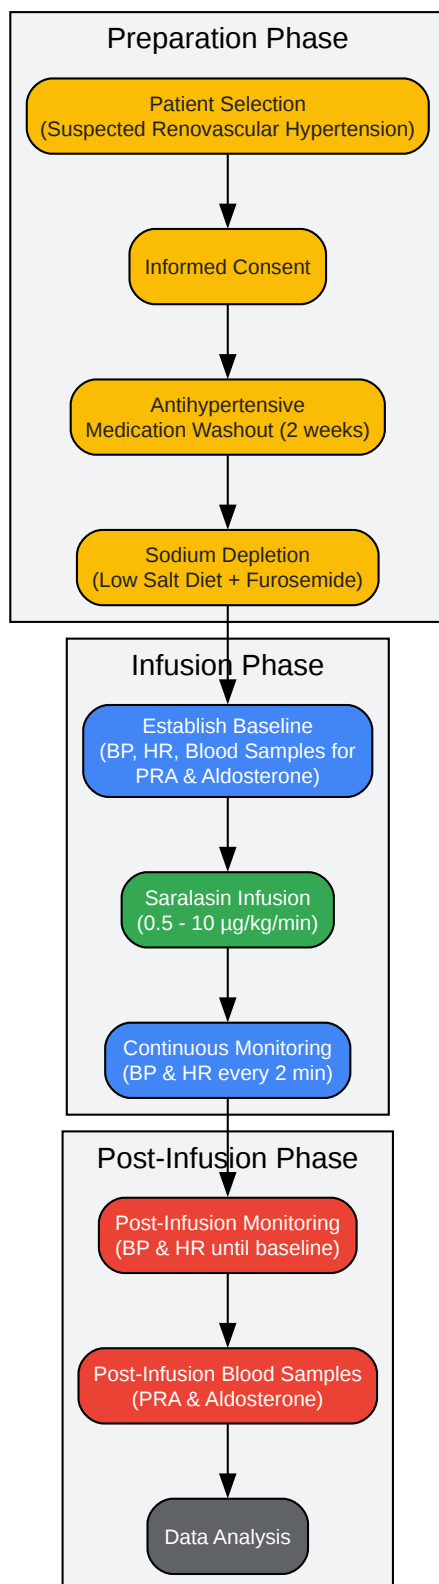 Preparation Phase
Patient Selection
(Suspected Renovascular Hypertension)
Informed Consent
Antihypertensive
Medication Washout (2 weeks)
Sodium Depletion
(Low Salt Diet + Furosemide)
Infusion Phase
Establish Baseline
(BP, HR, Blood Samples for
PRA & Aldosterone)
Saralasin Infusion
(0.5 - 10 µg/kg/min)
Continuous Monitoring
(BP & HR every 2 min)
Post-Infusion Phase
Post-Infusion Monitoring
(BP & HR until baseline)
Post-Infusion Blood Samples
(PRA & Aldosterone)
Data Analysis